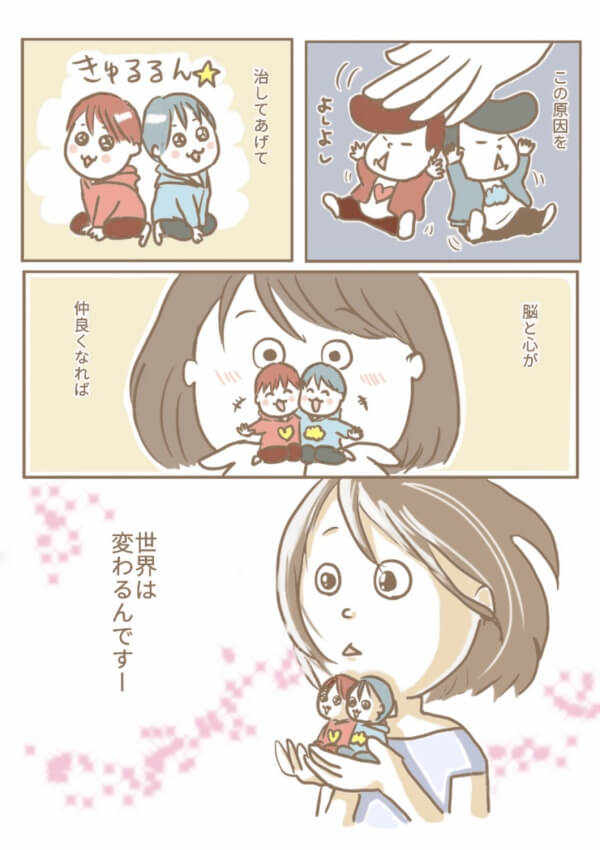 この原因を
よしよし
治してあげて
きゅるるん
脳と心が
仲良くなれば
世界は
変わるんですー